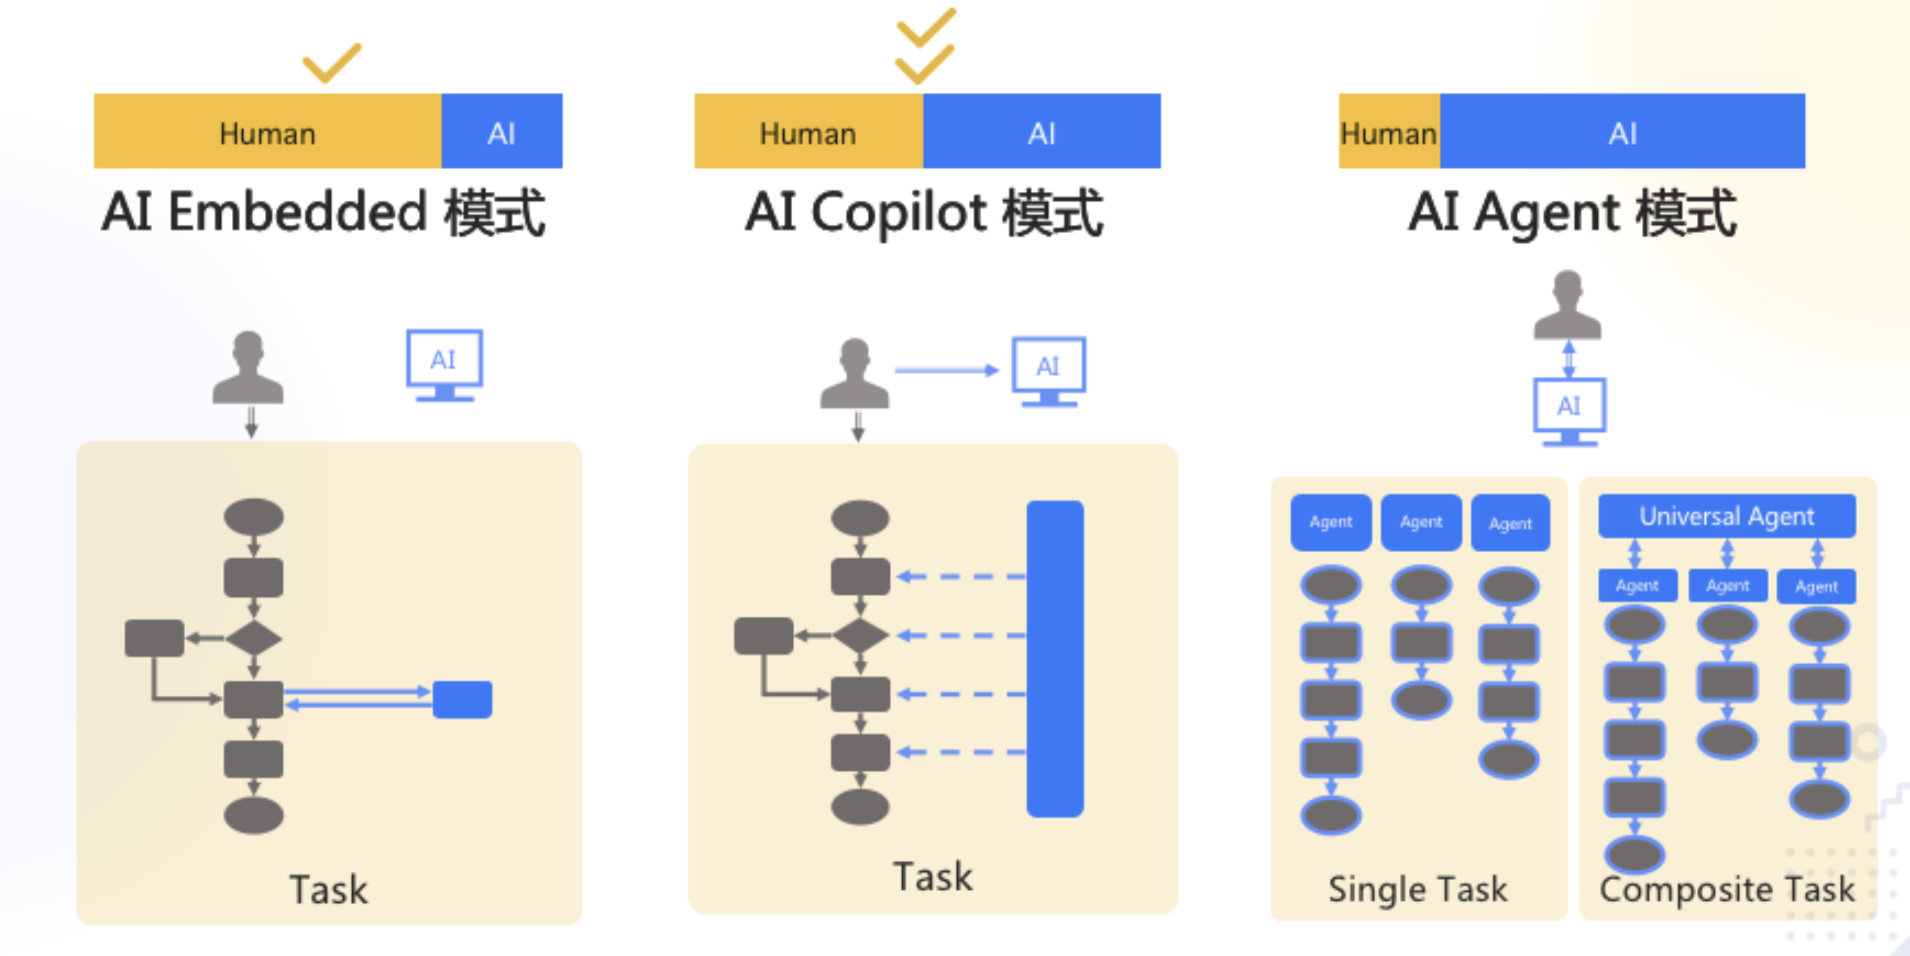 Human
AI
AI Embedded 模式
AI
Task
Human
AI
AI Copilot 模式
AI
Task
Human
AI
AI Agent 模式
AI
Agent
Agent
Agent
Single Task
Universal Agent
Agent
Agent
Agent
Composite Task